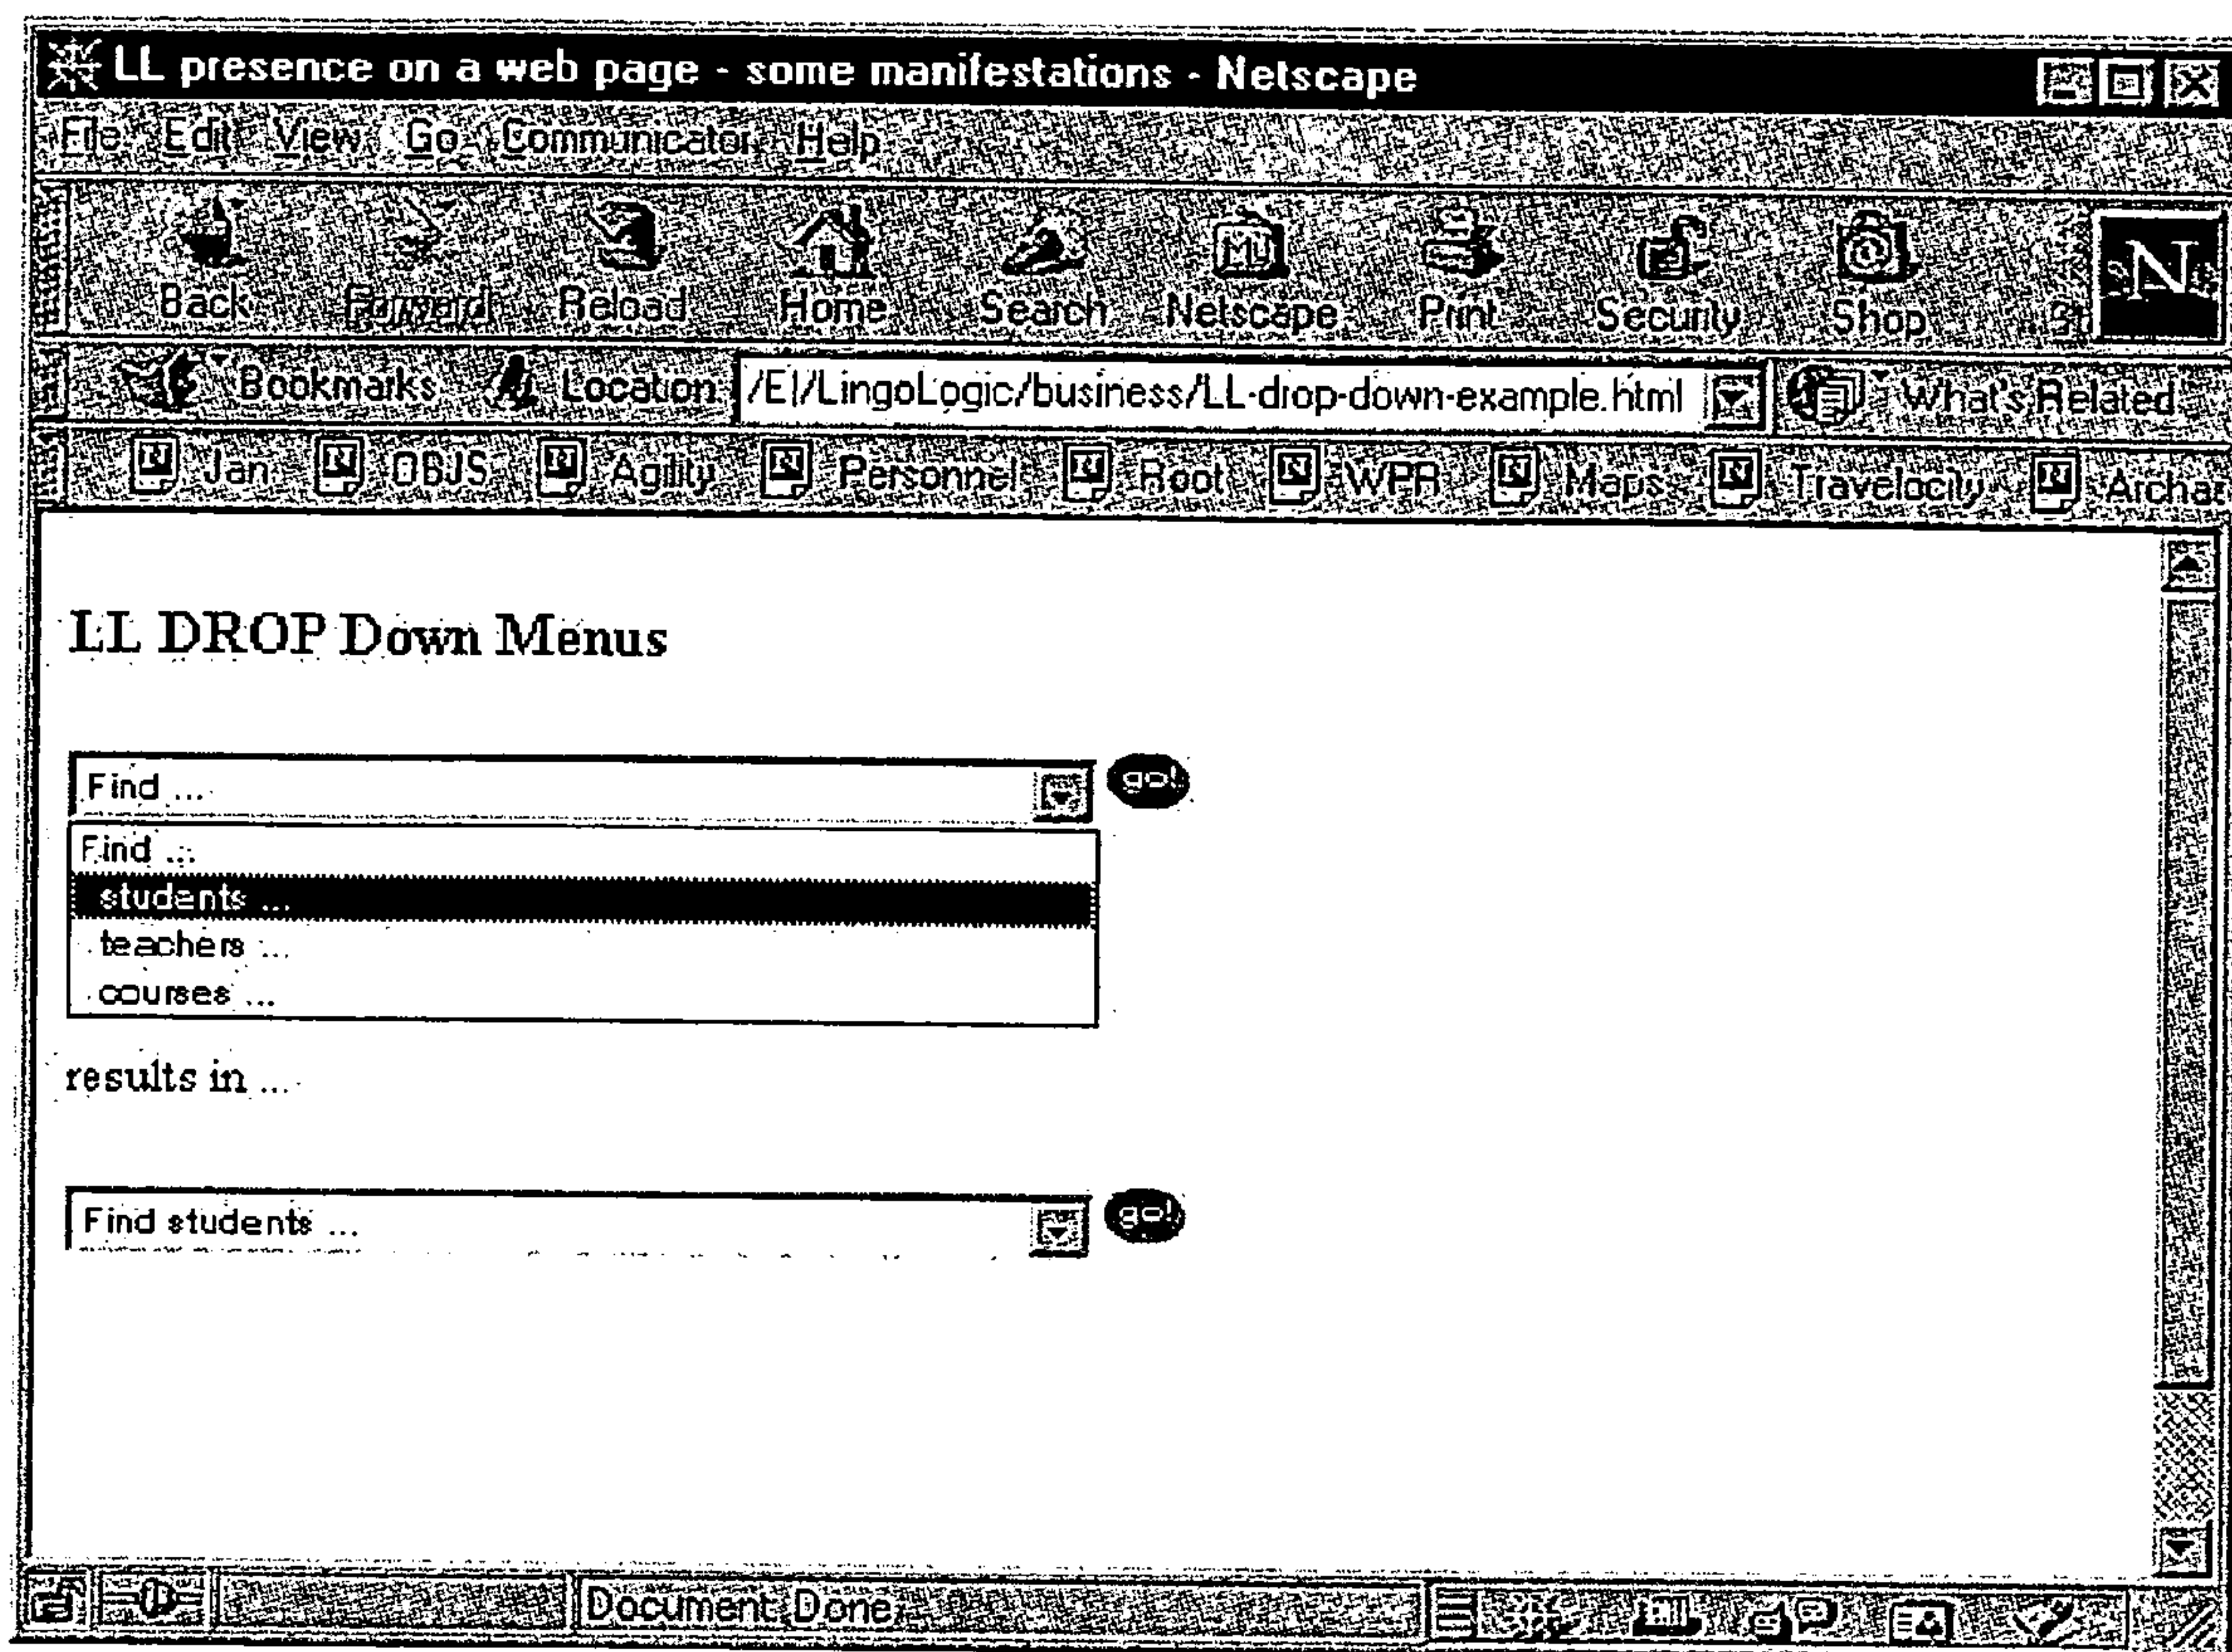 LL presence on a web page - some manifestations - Netscape
File Edit View Go Communicator Help
My N
Back Forward Reload Home Search Netscape Print Security Shop
Bookmarks Location: /E|/LingoLogic/business/LL-drop-down-example.html What's Related
Jan OBJS Agility Personnel Root WPR Maps Travelocity
LL DROP Down Menus
Find ... go!
Find ...
students ...
teachers ...
courses ...
results in ...
Find students ... go!
Document: Done